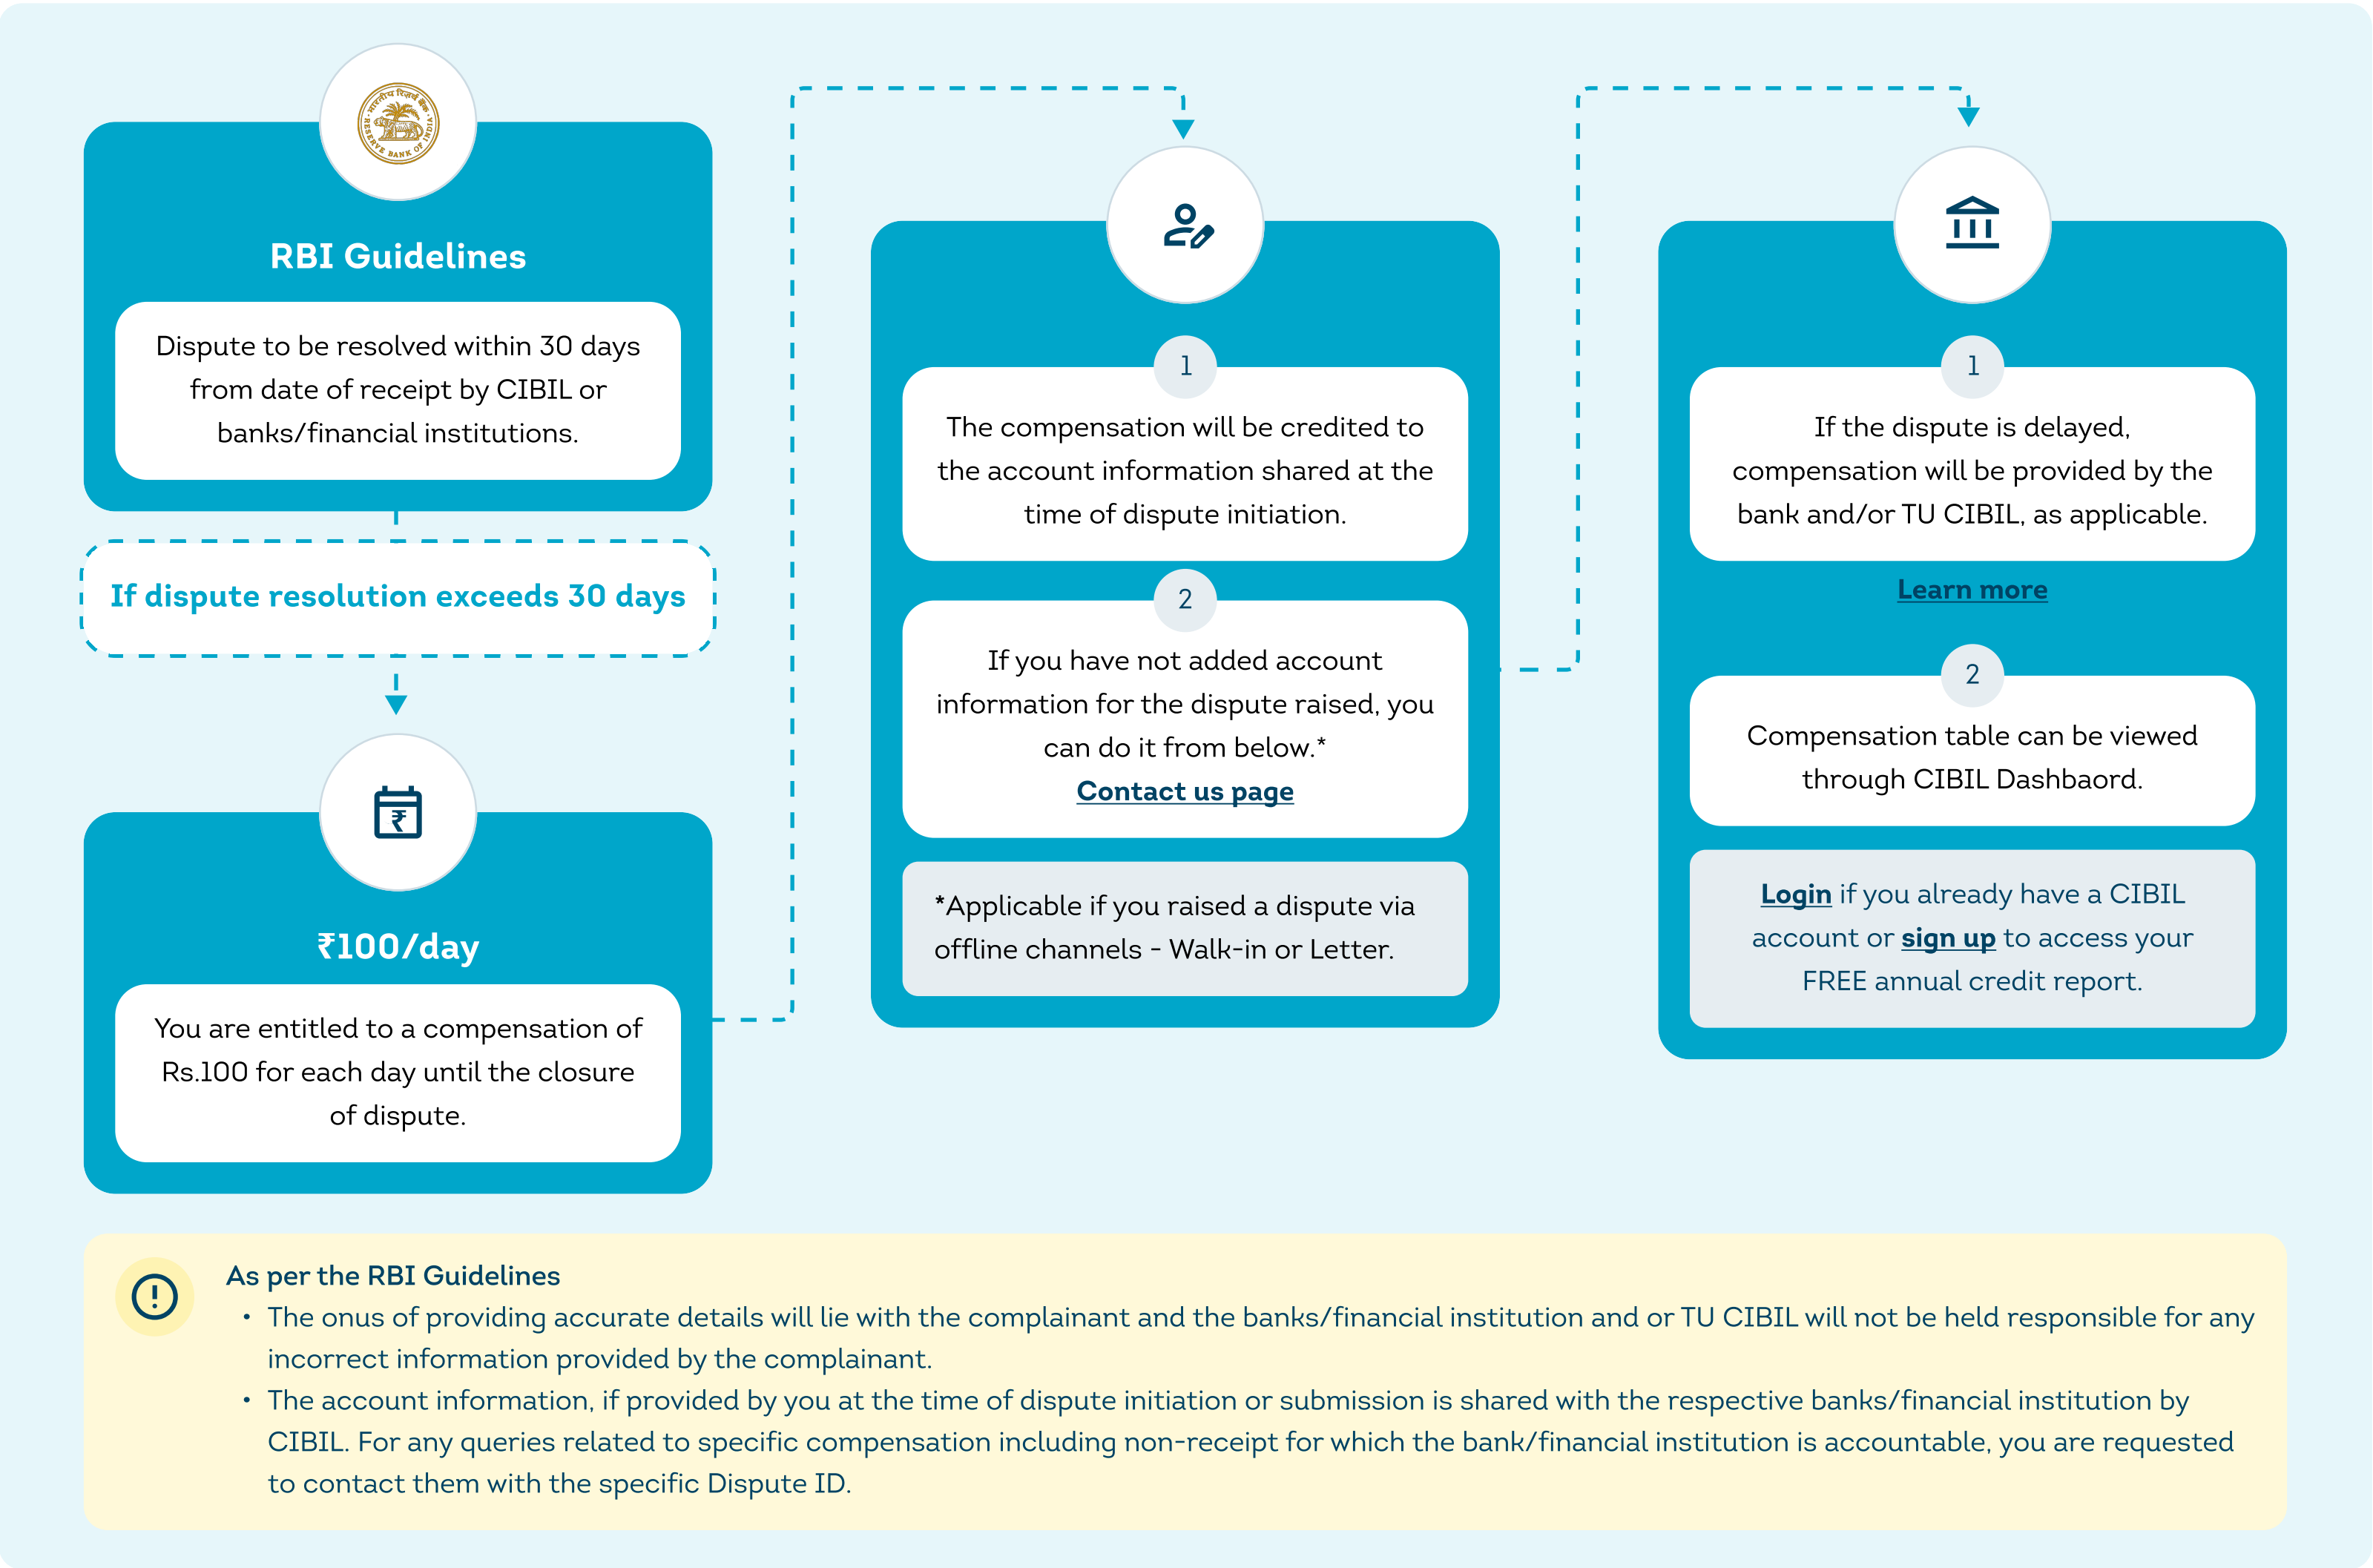 भारतीय रिज़र्व बैंक
RESERVE BANK OF INDIA
RBI Guidelines
Dispute to be resolved within 30 days
from date of receipt by CIBIL or
banks/financial institutions.
If dispute resolution exceeds 30 days
₹
₹100/day
You are entitled to a compensation of
Rs.100 for each day until the closure
of dispute.
1
The compensation will be credited to
the account information shared at the
time of dispute initiation.
2
If you have not added account
information for the dispute raised, you
can do it from below.*
Contact us page
*Applicable if you raised a dispute via
offline channels - Walk-in or Letter.
1
If the dispute is delayed,
compensation will be provided by the
bank and/or TU CIBIL, as applicable.
Learn more
2
Compensation table can be viewed
through CIBIL Dashbaord.
Login if you already have a CIBIL
account or sign up to access your
FREE annual credit report.
As per the RBI Guidelines
• The onus of providing accurate details will lie with the complainant and the banks/financial institution and or TU CIBIL will not be held responsible for any
incorrect information provided by the complainant.
• The account information, if provided by you at the time of dispute initiation or submission is shared with the respective banks/financial institution by
CIBIL. For any queries related to specific compensation including non-receipt for which the bank/financial institution is accountable, you are requested
to contact them with the specific Dispute ID.